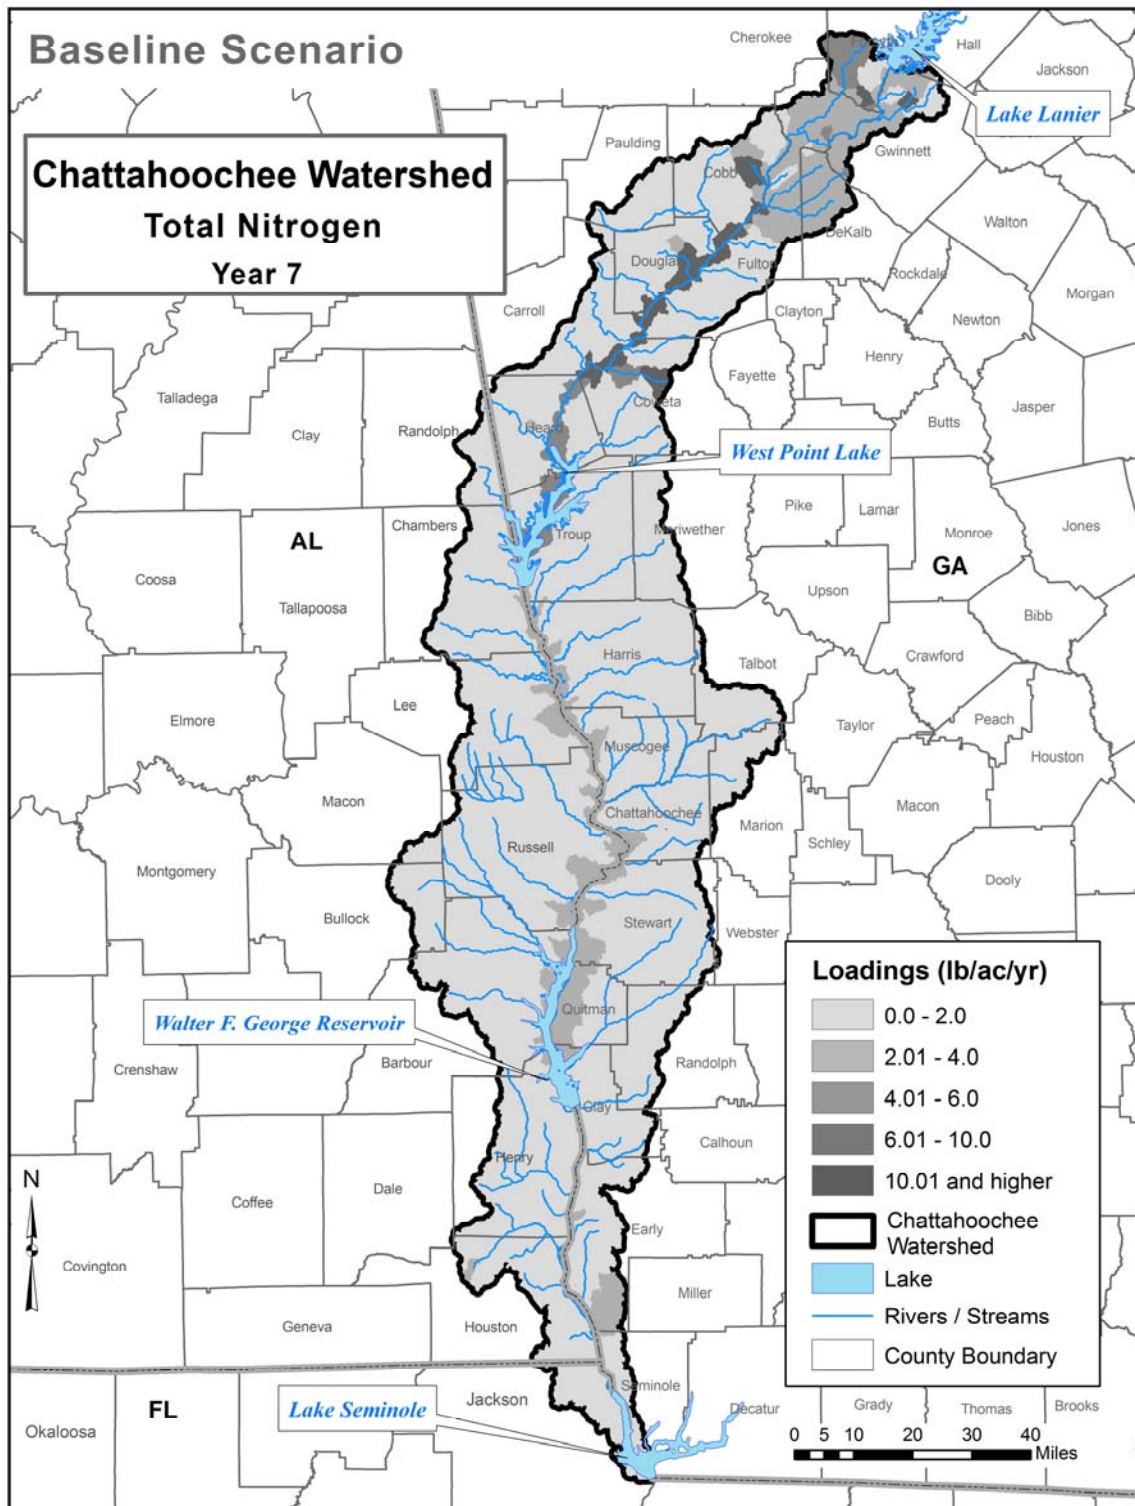 Baseline Scenario
Chattahoochee Watershed
Total Nitrogen
Year 7
Cherokee
Hall
Jackson
Lake Lanier
Paulding
Cobb
Gwinnett
Walton
DeKalb
Douglas
Fulton
Rockdale
Morgan
Carroll
Clayton
Newton
Henry
Fayette
Talladega
Coweta
Butts
Jasper
Clay
Randolph
Heard
West Point Lake
Pike
Lamar
Chambers
Troup
Meriwether
Monroe
Jones
AL
GA
Coosa
Tallapoosa
Upson
Bibb
Harris
Talbot
Crawford
Lee
Elmore
Taylor
Peach
Muscogee
Houston
Macon
Chattahoochee
Macon
Marion
Schley
Russell
Montgomery
Dooly
Bullock
Stewart
Webster
Quitman
Walter F. George Reservoir
Barbour
Randolph
Crenshaw
Clay
Calhoun
Henry
Coffee
Dale
Early
Covington
Miller
Geneva
Houston
Seminole
Jackson
Decatur
Grady
Thomas
Brooks
FL
Lake Seminole
Okaloosa
N
Loadings (lb/ac/yr)
0.0 - 2.0
2.01 - 4.0
4.01 - 6.0
6.01 - 10.0
10.01 and higher
Chattahoochee
Watershed
Lake
Rivers / Streams
County Boundary
0 5 10 20 30 40
Miles